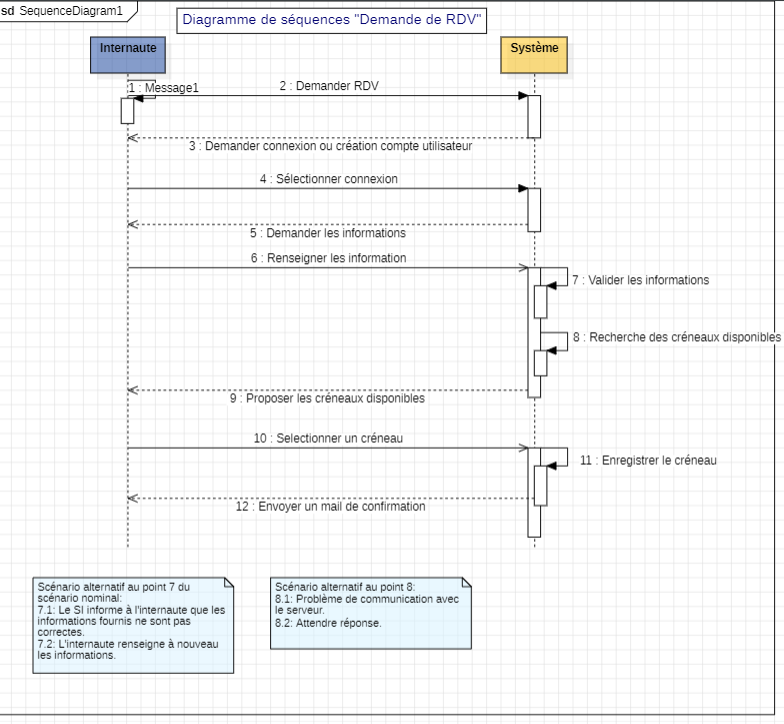 sd SequenceDiagram1
Diagramme de séquences "Demande de RDV"
Internaute
Système
1 : Message1
2 : Demander RDV
3 : Demander connexion ou création compte utilisateur
4 : Sélectionner connexion
5 : Demander les informations
6 : Renseigner les information
7 : Valider les informations
8 : Recherche des créneaux disponibles
9 : Proposer les créneaux disponibles
10 : Selectionner un créneau
11 : Enregistrer le créneau
12 : Envoyer un mail de confirmation
Scénario alternatif au point 7 du
scénario nominal:
7.1: Le SI informe à l'internaute que les
informations fournis ne sont pas
correctes.
7.2: L'internaute renseigne à nouveau
les informations.
Scénario alternatif au point 8:
8.1: Problème de communication avec
le serveur.
8.2: Attendre réponse.